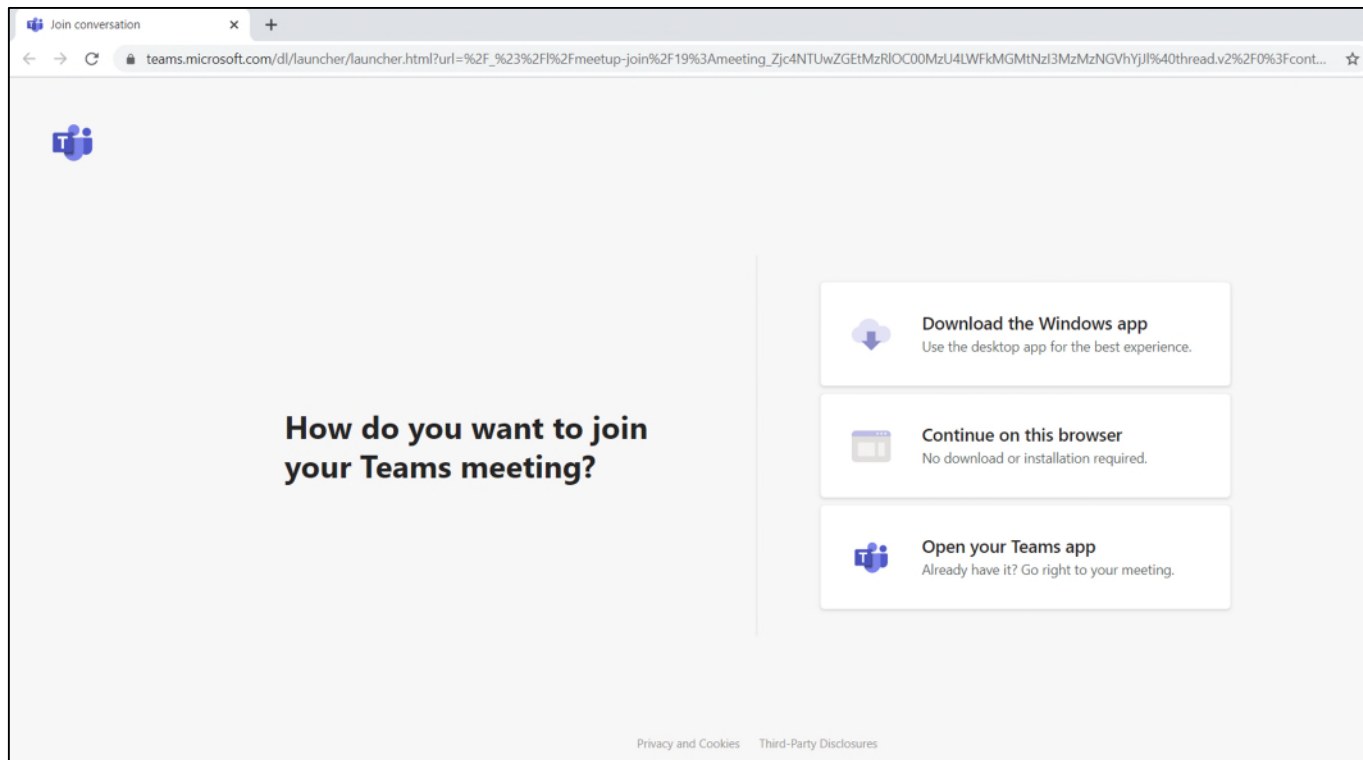 Join conversation
teams.microsoft.com/dl/launcher/launcher.html?url=%2F_%23%2Fl%2Fmeetup-join%2F19%3Ameeting_Zjc4NTUwZGEtMzRlOC00MzU4LWFkMGMtNzI3MzMzNGVhYjJl%40thread.v2%2F0%3Fcont...
Download the Windows app
Use the desktop app for the best experience.
How do you want to join
your Teams meeting?
Continue on this browser
No download or installation required.
Open your Teams app
Already have it? Go right to your meeting.
Privacy and Cookies Third-Party Disclosures